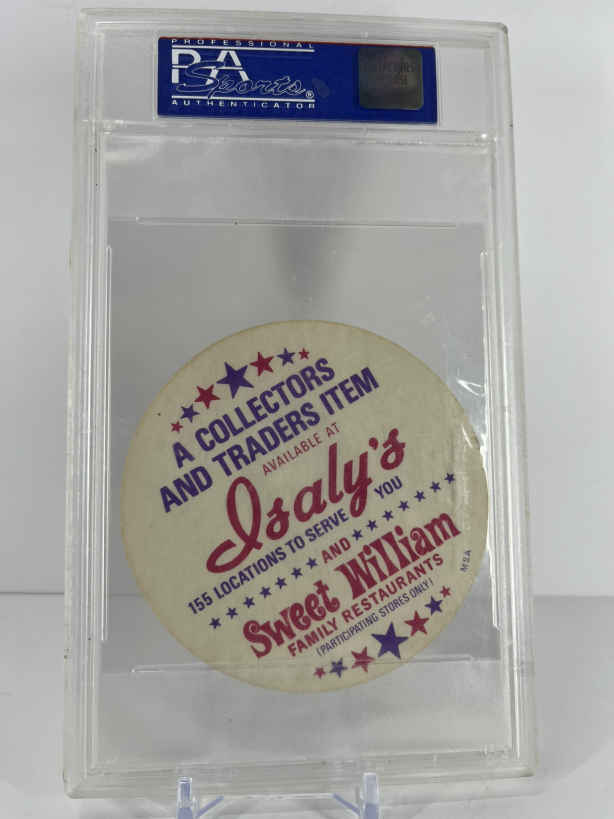 PROFESSIONAL
PSA
Sports®
AUTHENTICATOR
A COLLECTORS
AND TRADERS ITEM
AVAILABLE AT
Isaly's
155 LOCATIONS TO SERVE YOU
AND
Sweet William
FAMILY RESTAURANTS
(PARTICIPATING STORES ONLY!)
MSA